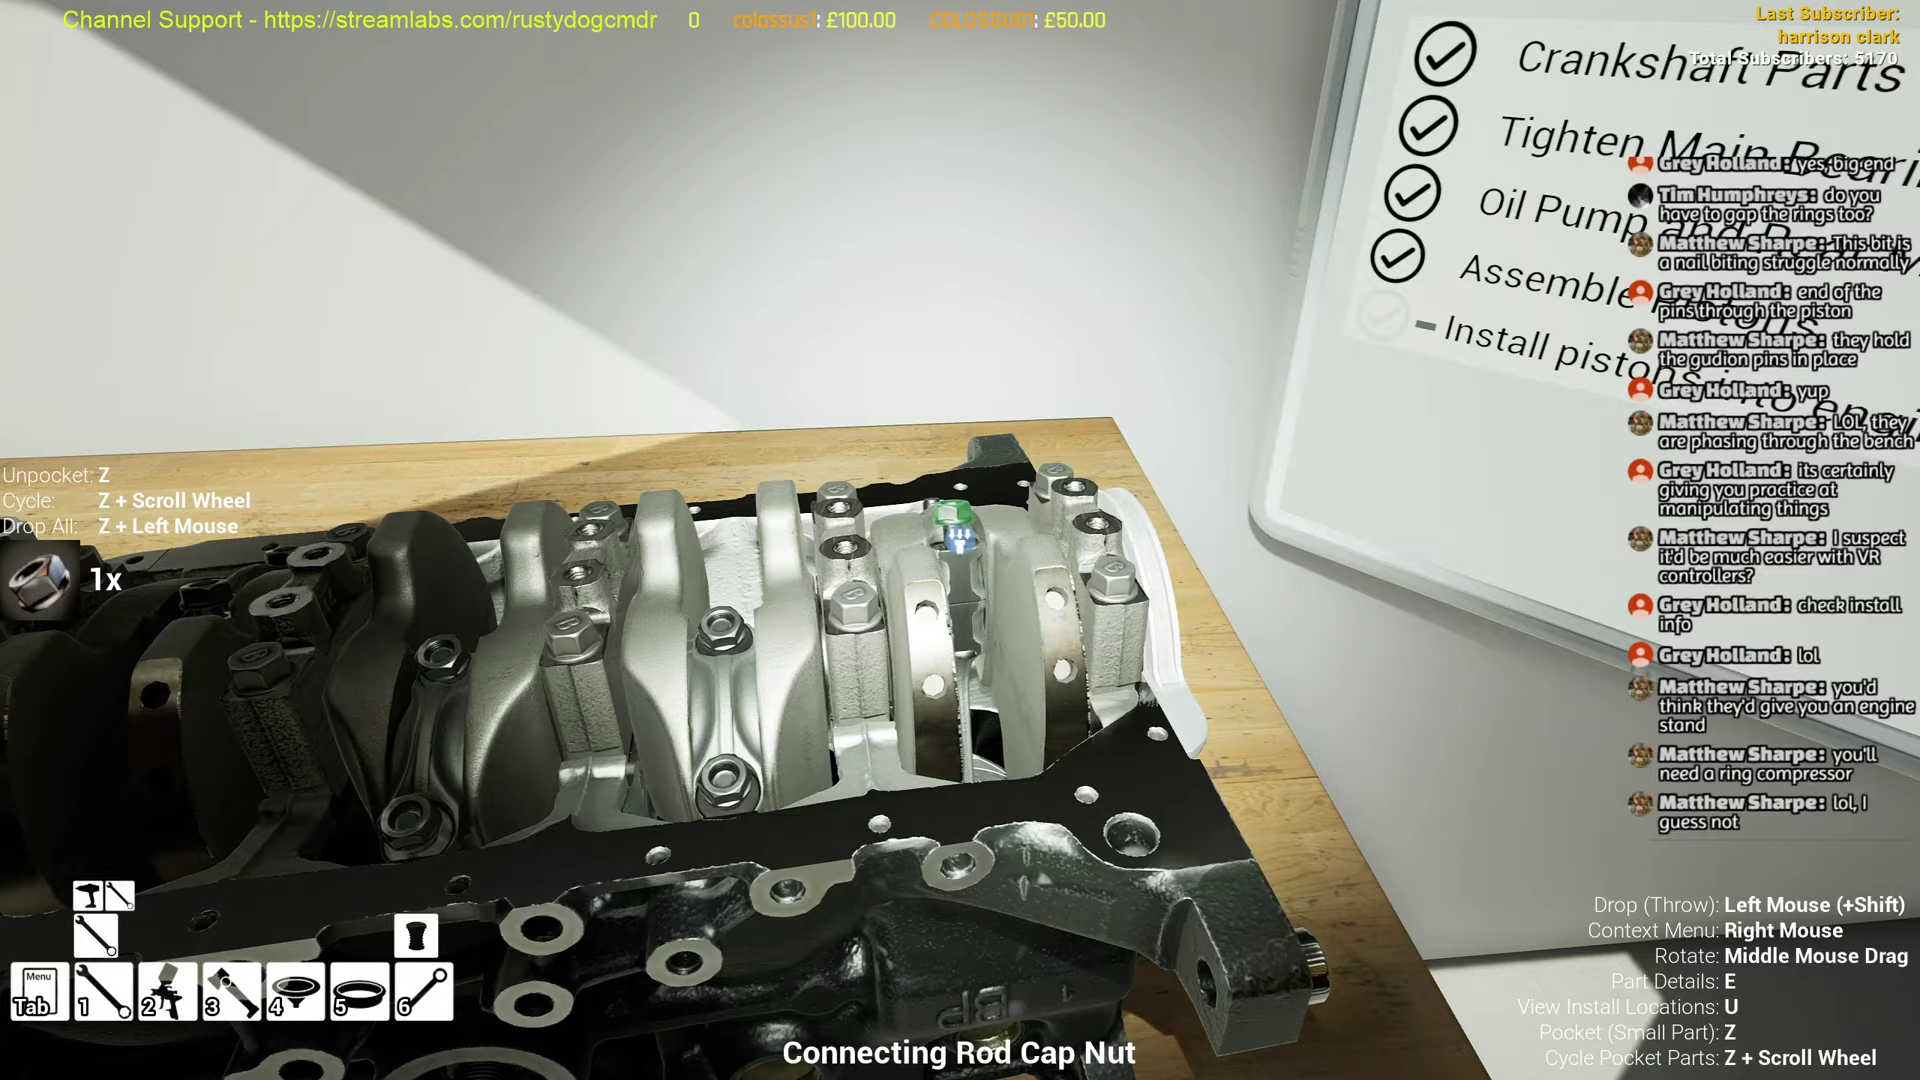 Channel Support - https://streamlabs.com/rustydogcmdr 0 colossus1: £100.00 COLOSSUS1: £50.00
Last Subscriber:
harrison clark
Total Subscribers: 5170
Crankshaft Parts
Tighten Main
Oil Pump and
Assemble Pistons
Install pistons into
Grey Holland: yes, big end
Tim Humphreys: do you
have to gap the rings too?
Matthew Sharpe: This bit is
a nail biting struggle normally
Grey Holland: end of the
pins through the piston
Matthew Sharpe: they hold
the gudion pins in place
Grey Holland: yup
Matthew Sharpe: LOL, they
are phasing through the bench
Grey Holland: its certainly
giving you practice at
manipulating things
Matthew Sharpe: I suspect
it'd be much easier with VR
controllers?
Grey Holland: check install
info
Grey Holland: lol
Matthew Sharpe: you'd
think they'd give you an engine
stand
Matthew Sharpe: you'll
need a ring compressor
Matthew Sharpe: lol, I
guess not
Unpocket: Z
Cycle: Z + Scroll Wheel
Drop All: Z + Left Mouse
1x
Menu
Tab 1 2 3 4 5 6
Connecting Rod Cap Nut
Drop (Throw): Left Mouse (+Shift)
Context Menu: Right Mouse
Rotate: Middle Mouse Drag
Part Details: E
View Install Locations: U
Pocket (Small Part): Z
Cycle Pocket Parts: Z + Scroll Wheel